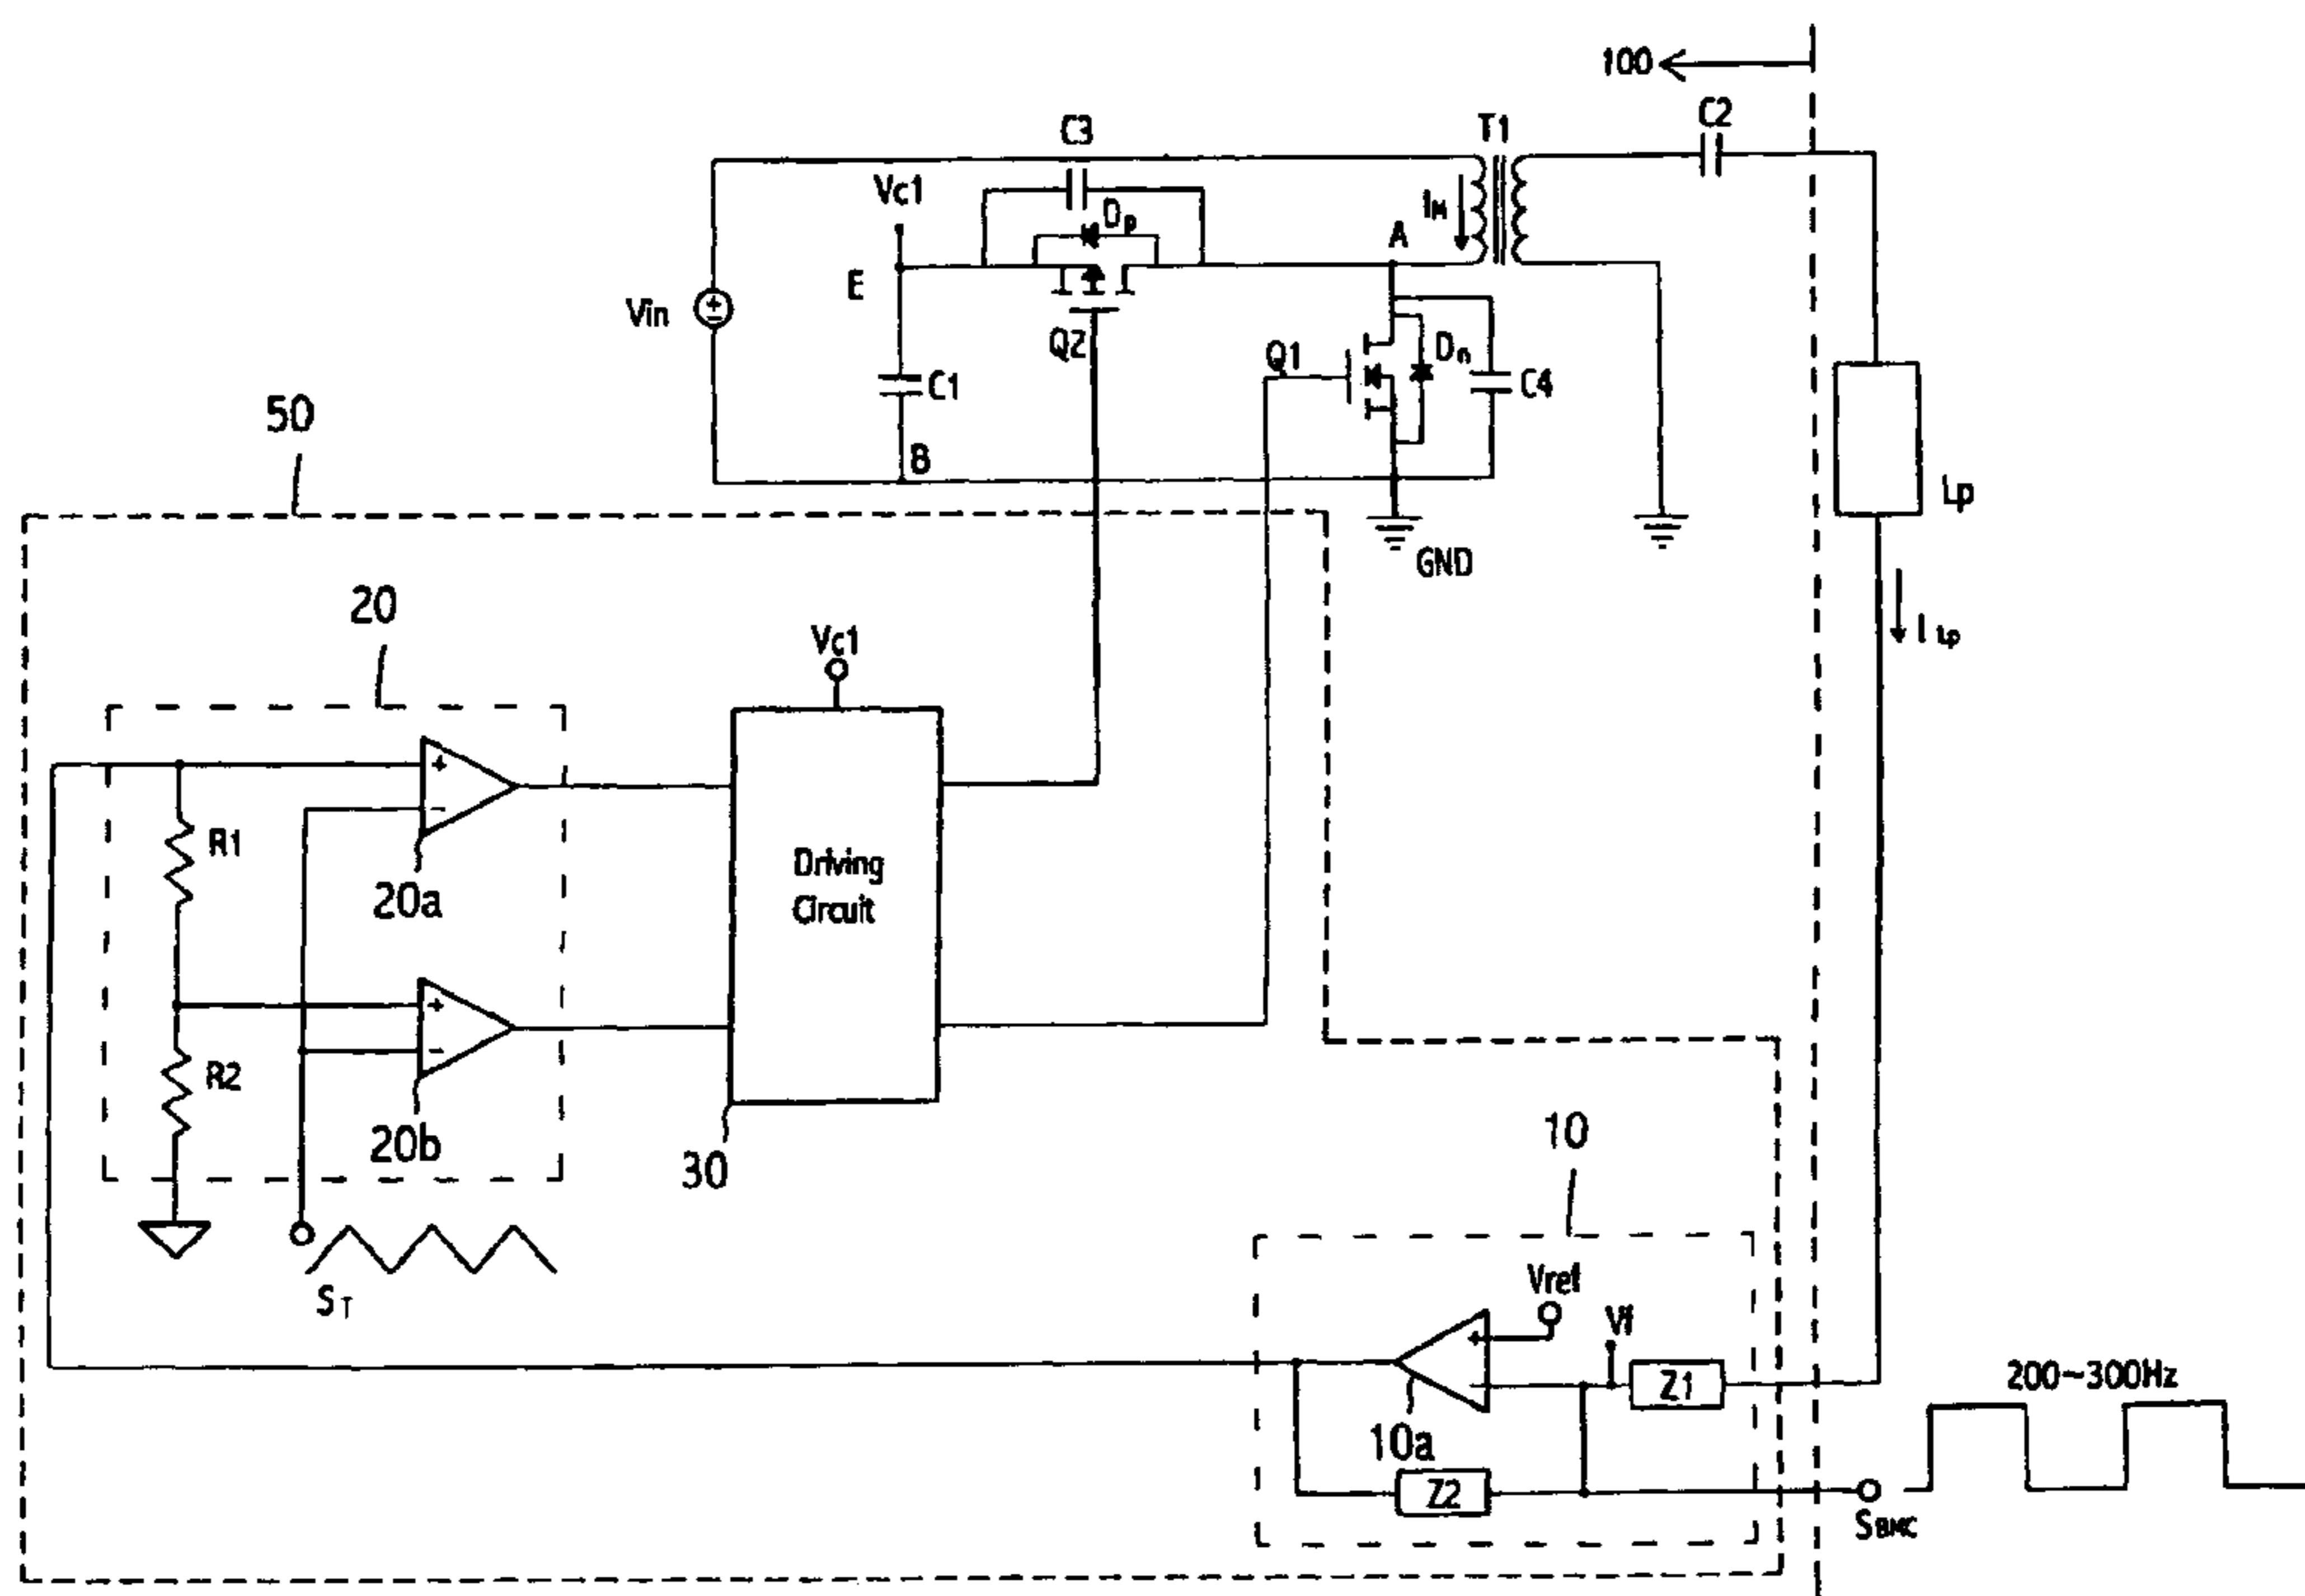 100
C2
C3
T1
Vc1
Dp
IM
A
E
Vin
Q2
Q1
Dn
C1
C4
50
B
Lp
GND
20
Vc1
ILp
+
-
R1
Driving
Circuit
20a
+
-
R2
10
20b
30
Vref
Vf
ST
+
-
Z1
200~300Hz
10a
Z2
SBMC